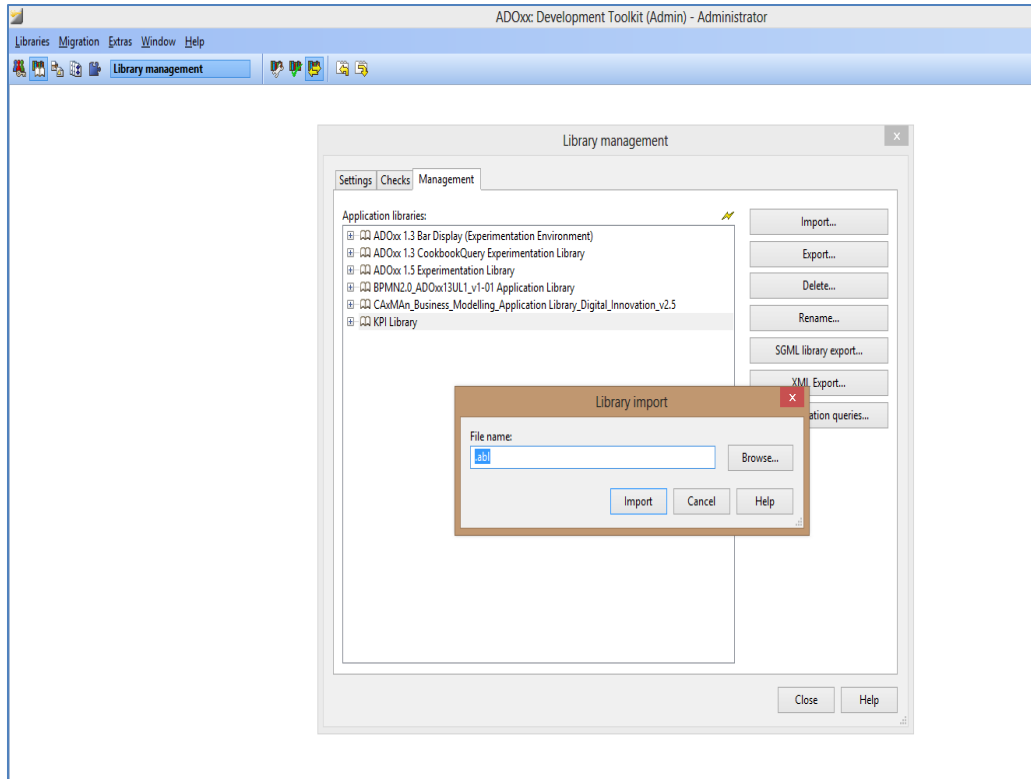 ADOxx: Development Toolkit (Admin) - Administrator
Libraries Migration Extras Window Help
Library management
Library management
x
Settings Checks Management
Application libraries:
ADOxx 1.3 Bar Display (Experimentation Environment)
ADOxx 1.3 CookbookQuery Experimentation Library
ADOxx 1.5 Experimentation Library
BPMN2.0_ADOxx13UL1_v1-01 Application Library
CAxMAn_Business_Modelling_Application Library_Digital_Innovation_v2.5
KPI Library
Import...
Export...
Delete...
Rename...
SGML library export...
XML Export...
ation queries...
Library import
x
File name:
.abl
Browse...
Import Cancel Help
Close Help